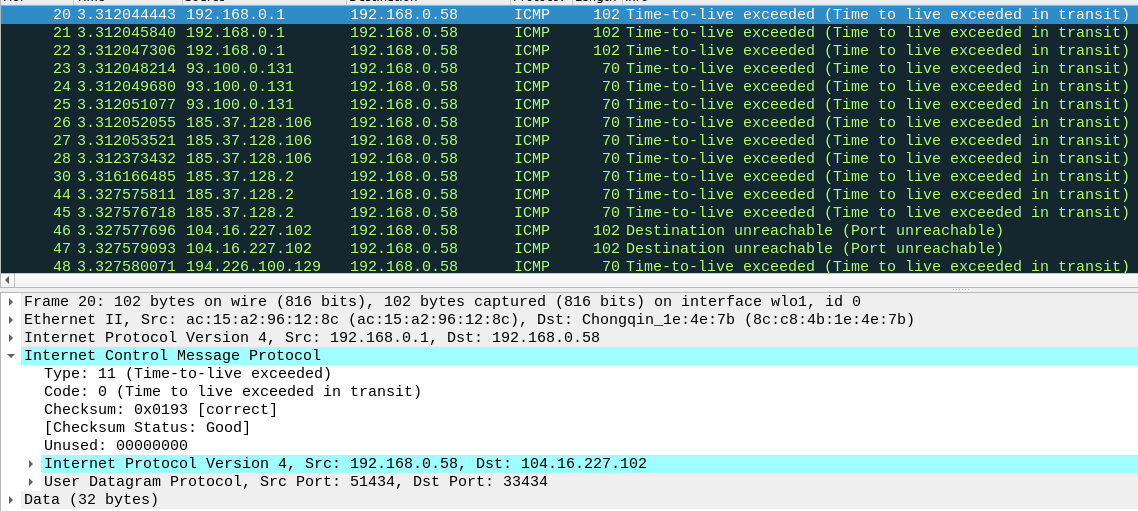 20 3.312044443 192.168.0.1 192.168.0.58 ICMP 102 Time-to-live exceeded (Time to live exceeded in transit)
21 3.312045840 192.168.0.1 192.168.0.58 ICMP 102 Time-to-live exceeded (Time to live exceeded in transit)
22 3.312047306 192.168.0.1 192.168.0.58 ICMP 102 Time-to-live exceeded (Time to live exceeded in transit)
23 3.312048214 93.100.0.131 192.168.0.58 ICMP 70 Time-to-live exceeded (Time to live exceeded in transit)
24 3.312049680 93.100.0.131 192.168.0.58 ICMP 70 Time-to-live exceeded (Time to live exceeded in transit)
25 3.312051077 93.100.0.131 192.168.0.58 ICMP 70 Time-to-live exceeded (Time to live exceeded in transit)
26 3.312052055 185.37.128.106 192.168.0.58 ICMP 70 Time-to-live exceeded (Time to live exceeded in transit)
27 3.312053521 185.37.128.106 192.168.0.58 ICMP 70 Time-to-live exceeded (Time to live exceeded in transit)
28 3.312373432 185.37.128.106 192.168.0.58 ICMP 70 Time-to-live exceeded (Time to live exceeded in transit)
30 3.316166485 185.37.128.2 192.168.0.58 ICMP 70 Time-to-live exceeded (Time to live exceeded in transit)
44 3.327575811 185.37.128.2 192.168.0.58 ICMP 70 Time-to-live exceeded (Time to live exceeded in transit)
45 3.327576718 185.37.128.2 192.168.0.58 ICMP 70 Time-to-live exceeded (Time to live exceeded in transit)
46 3.327577696 104.16.227.102 192.168.0.58 ICMP 102 Destination unreachable (Port unreachable)
47 3.327579093 104.16.227.102 192.168.0.58 ICMP 102 Destination unreachable (Port unreachable)
48 3.327580071 194.226.100.129 192.168.0.58 ICMP 70 Time-to-live exceeded (Time to live exceeded in transit)
Frame 20: 102 bytes on wire (816 bits), 102 bytes captured (816 bits) on interface wlo1, id 0
Ethernet II, Src: ac:15:a2:96:12:8c (ac:15:a2:96:12:8c), Dst: Chongqin_1e:4e:7b (8c:c8:4b:1e:4e:7b)
Internet Protocol Version 4, Src: 192.168.0.1, Dst: 192.168.0.58
Internet Control Message Protocol
Type: 11 (Time-to-live exceeded)
Code: 0 (Time to live exceeded in transit)
Checksum: 0x0193 [correct]
[Checksum Status: Good]
Unused: 00000000
Internet Protocol Version 4, Src: 192.168.0.58, Dst: 104.16.227.102
User Datagram Protocol, Src Port: 51434, Dst Port: 33434
Data (32 bytes)